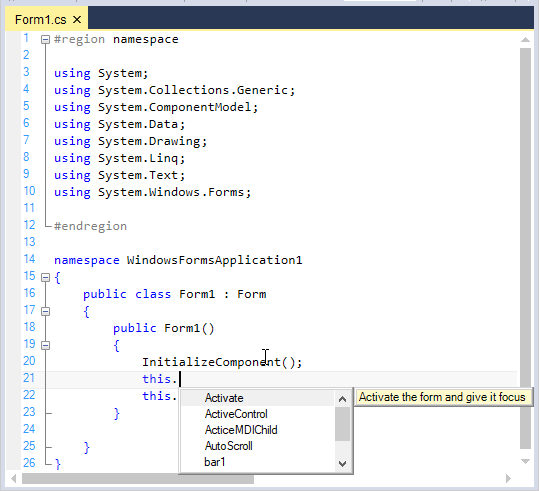 Form1.cs ×
1 #region namespace
2
3 using System;
4 using System.Collections.Generic;
5 using System.ComponentModel;
6 using System.Data;
7 using System.Drawing;
8 using System.Linq;
9 using System.Text;
10 using System.Windows.Forms;
11
12 #endregion
13
14 namespace WindowsFormsApplication1
15 {
16 public class Form1 : Form
17 {
18 public Form1()
19 {
20 InitializeComponent();
21 this.
22 this.
Activate
Activate the form and give it focus
23 }
ActiveControl
24
ActiceMDIChild
25 }
AutoScroll
26 }
bar1